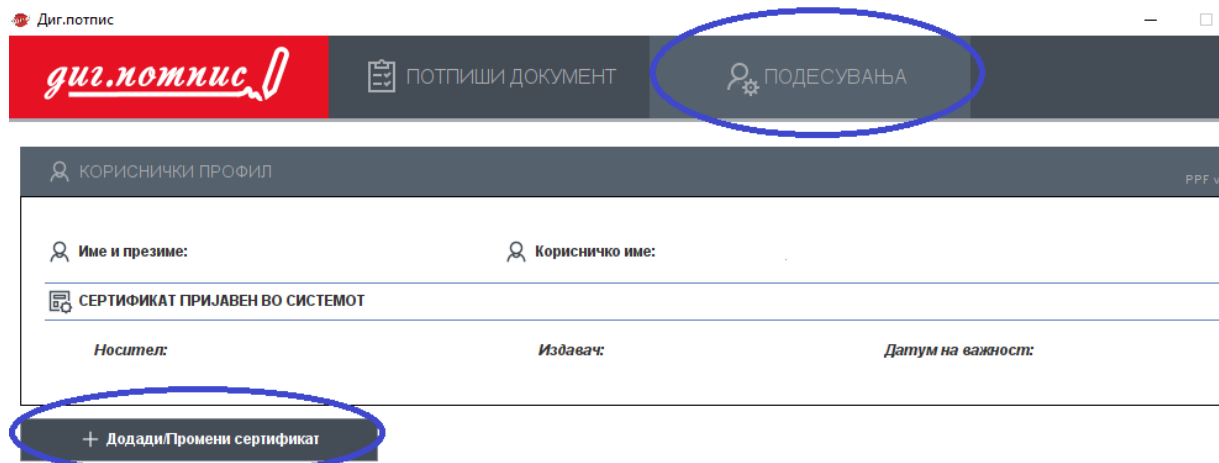 Диг.потпис
диг.потпис
ПОТПИШИ ДОКУМЕНТ
ПОДЕСУВАЊА
КОРИСНИЧКИ ПРОФИЛ
PPF v
Име и презиме:
Корисничко име:
СЕРТИФИКАТ ПРИЈАВЕН ВО СИСТЕМОТ
Носител:
Издавач:
Датум на важност:
+ Додади/Промени сертификат